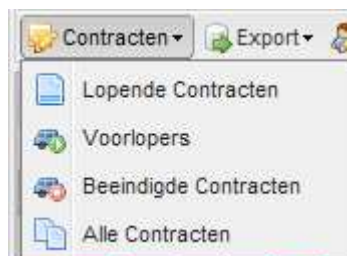 Contracten Export
Lopende Contracten
Voorlopers
Beeindigde Contracten
Alle Contracten